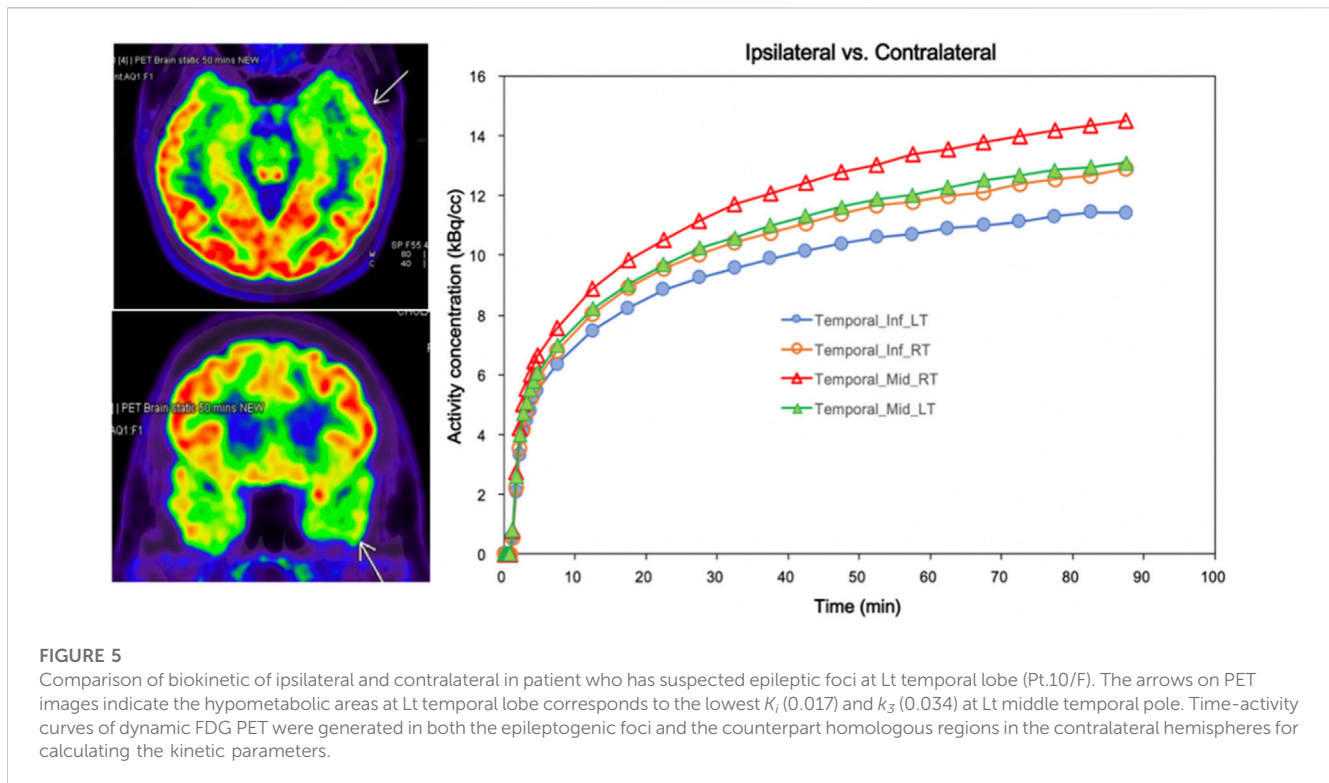 [4] | PET Brain static 50 mins NEW
nt AQ1:F1
SP F55.4
W 80
C 40
| PET Brain static 50 mins NEW
AQ1:F1
Ipsilateral vs. Contralateral
Activity concentration (kBq/cc)
16
14
12
10
8
6
4
2
0
Temporal_Inf_LT
Temporal_Inf_RT
Temporal_Mid_RT
Temporal_Mid_LT
0 10 20 30 40 50 60 70 80 90 100
Time (min)
FIGURE 5
Comparison of biokinetic of ipsilateral and contralateral in patient who has suspected epileptic foci at Lt temporal lobe (Pt.10/F). The arrows on PET
images indicate the hypometabolic areas at Lt temporal lobe corresponds to the lowest Ki (0.017) and k3 (0.034) at Lt middle temporal pole. Time-activity
curves of dynamic FDG PET were generated in both the epileptogenic foci and the counterpart homologous regions in the contralateral hemispheres for
calculating the kinetic parameters.